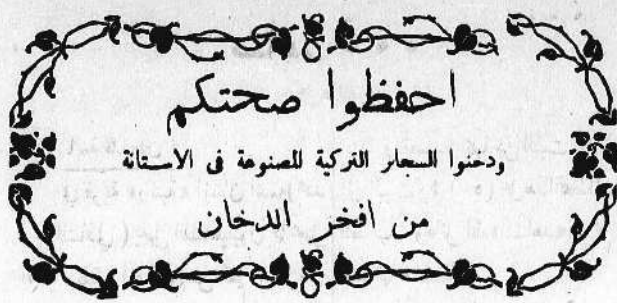 احفظوا صحتكم
ودخنوا السجاير التركية المصنوعة فى الاستانة
من افخر الدخان